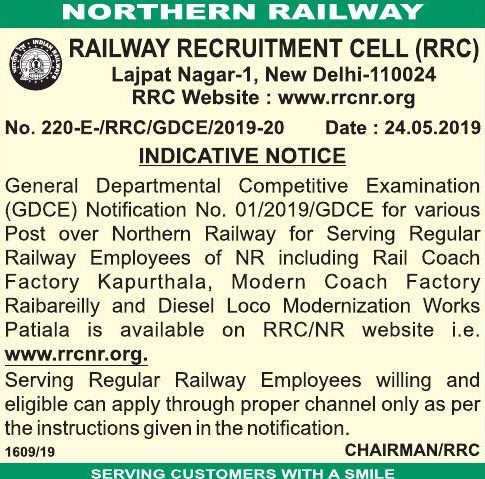 NORTHERN RAILWAY
RAILWAY RECRUITMENT CELL (RRC)
Lajpat Nagar-1, New Delhi-110024
RRC Website : www.rrcnr.org
No. 220-E-/RRC/GDCE/2019-20 Date : 24.05.2019
INDICATIVE NOTICE
General Departmental Competitive Examination
(GDCE) Notification No. 01/2019/GDCE for various
Post over Northern Railway for Serving Regular
Railway Employees of NR including Rail Coach
Factory Kapurthala, Modern Coach Factory
Raibareilly and Diesel Loco Modernization Works
Patiala is available on RRC/NR website i.e.
www.rrcnr.org.
Serving Regular Railway Employees willing and
eligible can apply through proper channel only as per
the instructions given in the notification.
1609/19 CHAIRMAN/RRC
SERVING CUSTOMERS WITH A SMILE